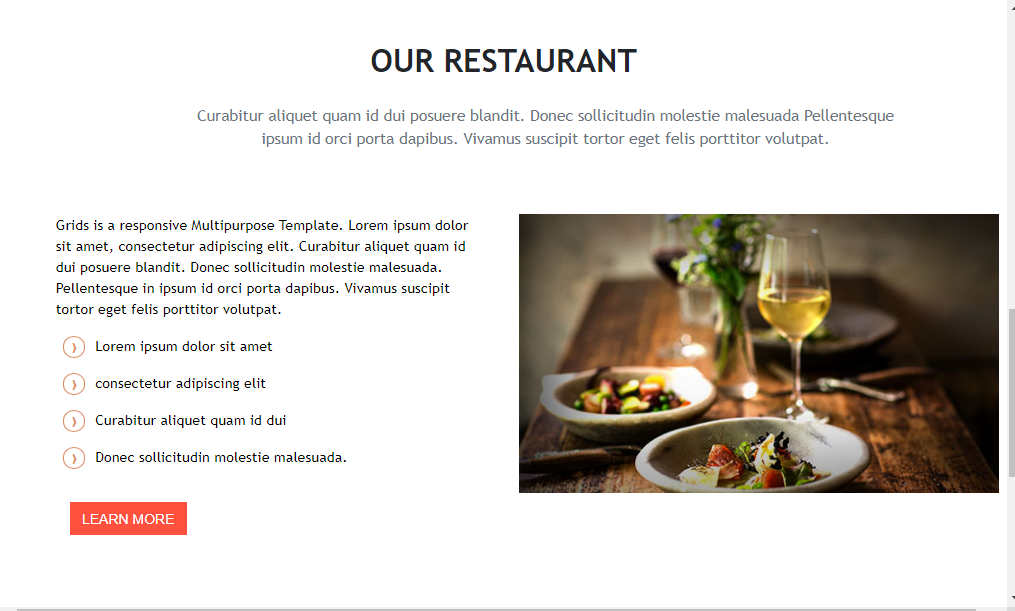 OUR RESTAURANT
Curabitur aliquet quam id dui posuere blandit. Donec sollicitudin molestie malesuada Pellentesque
ipsum id orci porta dapibus. Vivamus suscipit tortor eget felis porttitor volutpat.
Grids is a responsive Multipurpose Template. Lorem ipsum dolor
sit amet, consectetur adipiscing elit. Curabitur aliquet quam id
dui posuere blandit. Donec sollicitudin molestie malesuada.
Pellentesque in ipsum id orci porta dapibus. Vivamus suscipit
tortor eget felis porttitor volutpat.
Lorem ipsum dolor sit amet
consectetur adipiscing elit
Curabitur aliquet quam id dui
Donec sollicitudin molestie malesuada.
LEARN MORE